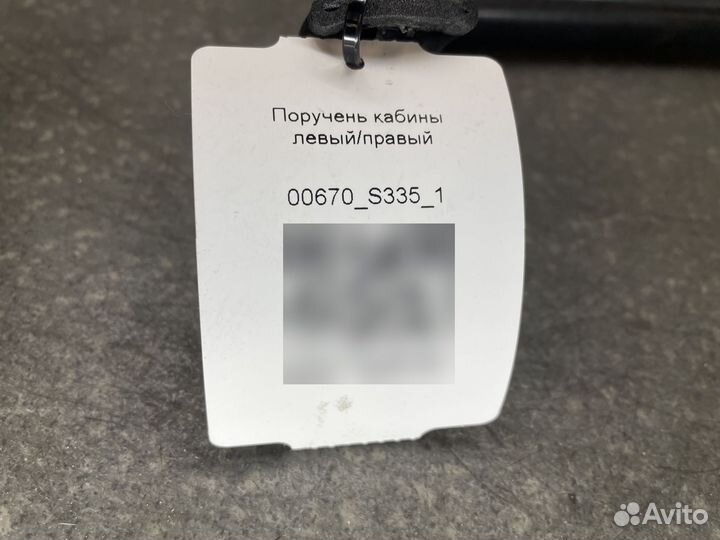 Поручень кабины
левый/правый
00670_S335_1
Avito